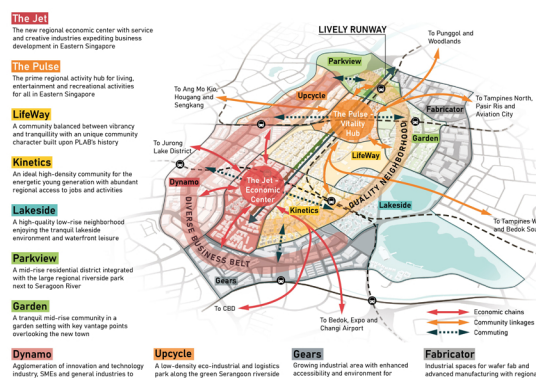 The Jet
The new regional economic center with service
and creative industries expediting business
development in Eastern Singapore
The Pulse
The prime regional activity hub for living,
entertainment and recreational activities
for all in Eastern Singapore
LifeWay
A community balanced between vibrancy
and tranquillity with an unique community
character built upon PLAB's history
Kinetics
An ideal high-density community for the
energetic young generation with abundant
regional access to jobs and activities
Lakeside
A high-quality low-rise neighborhood
enjoying the tranquil lakeside
environment and waterfront leisure
Parkview
A mid-rise residential district integrated
with the large regional riverside park
next to Seragoon River
Garden
A tranquil mid-rise community in a
garden setting with key vantage points
overlooking the new town
Dynamo
Agglomeration of innovation and technology
industry, SMEs and general industries to
Upcycle
A low-density eco-industrial and logistics
park along the green Serangoon riverside
Gears
Growing industrial area with enhanced
accessibility and environment for
Fabricator
Industrial spaces for wafer fab and
advanced manufacturing with regiona
LIVELY RUNWAY
To Punggol and
Woodlands
Parkview
To Ang Mo Kio,
Hougang and
Sengkang
Upcycle
Fabricator
To Tampines North,
Pasir Ris and
Aviation City
The Pulse
Vitality
Hub
Garden
To Jurong
Lake District
LifeWay
QUALITY NEIGHBORHOOD
Dynamo
The Jet –
Economic
Center
Kinetics
Lakeside
To Tampines W
and Bedok Sou
DIVERSE BUSINESS BELT
Gears
To CBD
To Bedok, Expo and
Changi Airport
Economic chains
Community linkages
Commuting